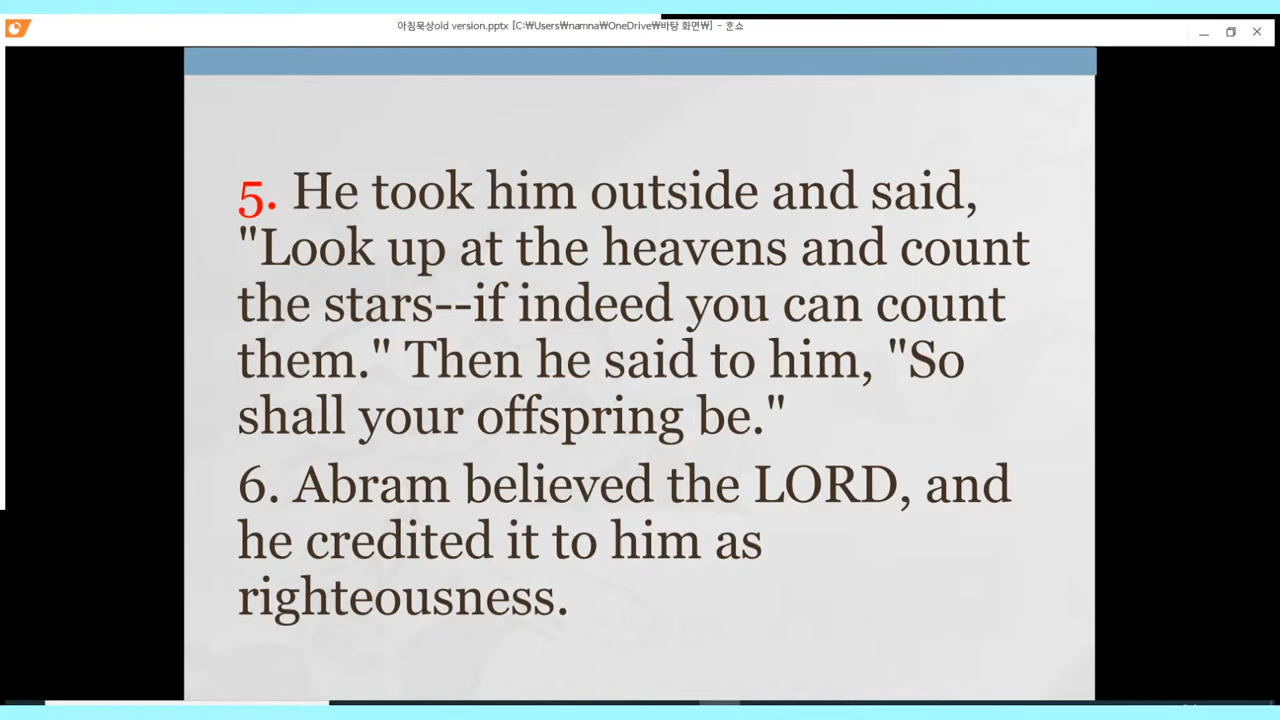 아침묵상old version.pptx [C:₩Users₩namna₩OneDrive₩바탕 화면₩] - 훈쇼
5. He took him outside and said,
"Look up at the heavens and count
the stars--if indeed you can count
them." Then he said to him, "So
shall your offspring be."
6. Abram believed the LORD, and
he credited it to him as
righteousness.